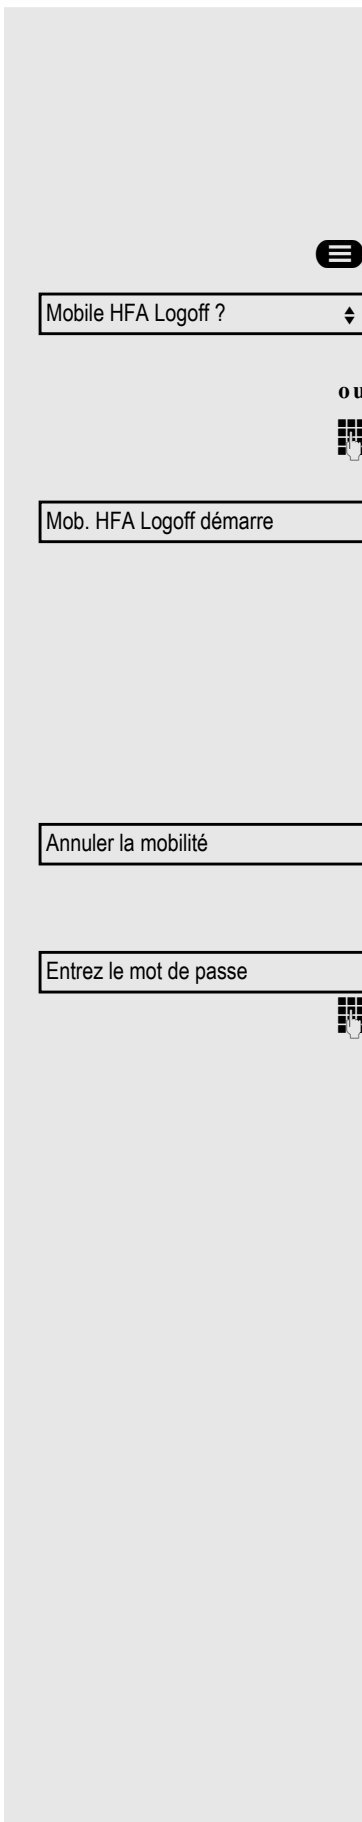 Mobile HFA Logoff ?
ou
Mob. HFA Logoff démarre
Annuler la mobilité
Entrez le mot de passe